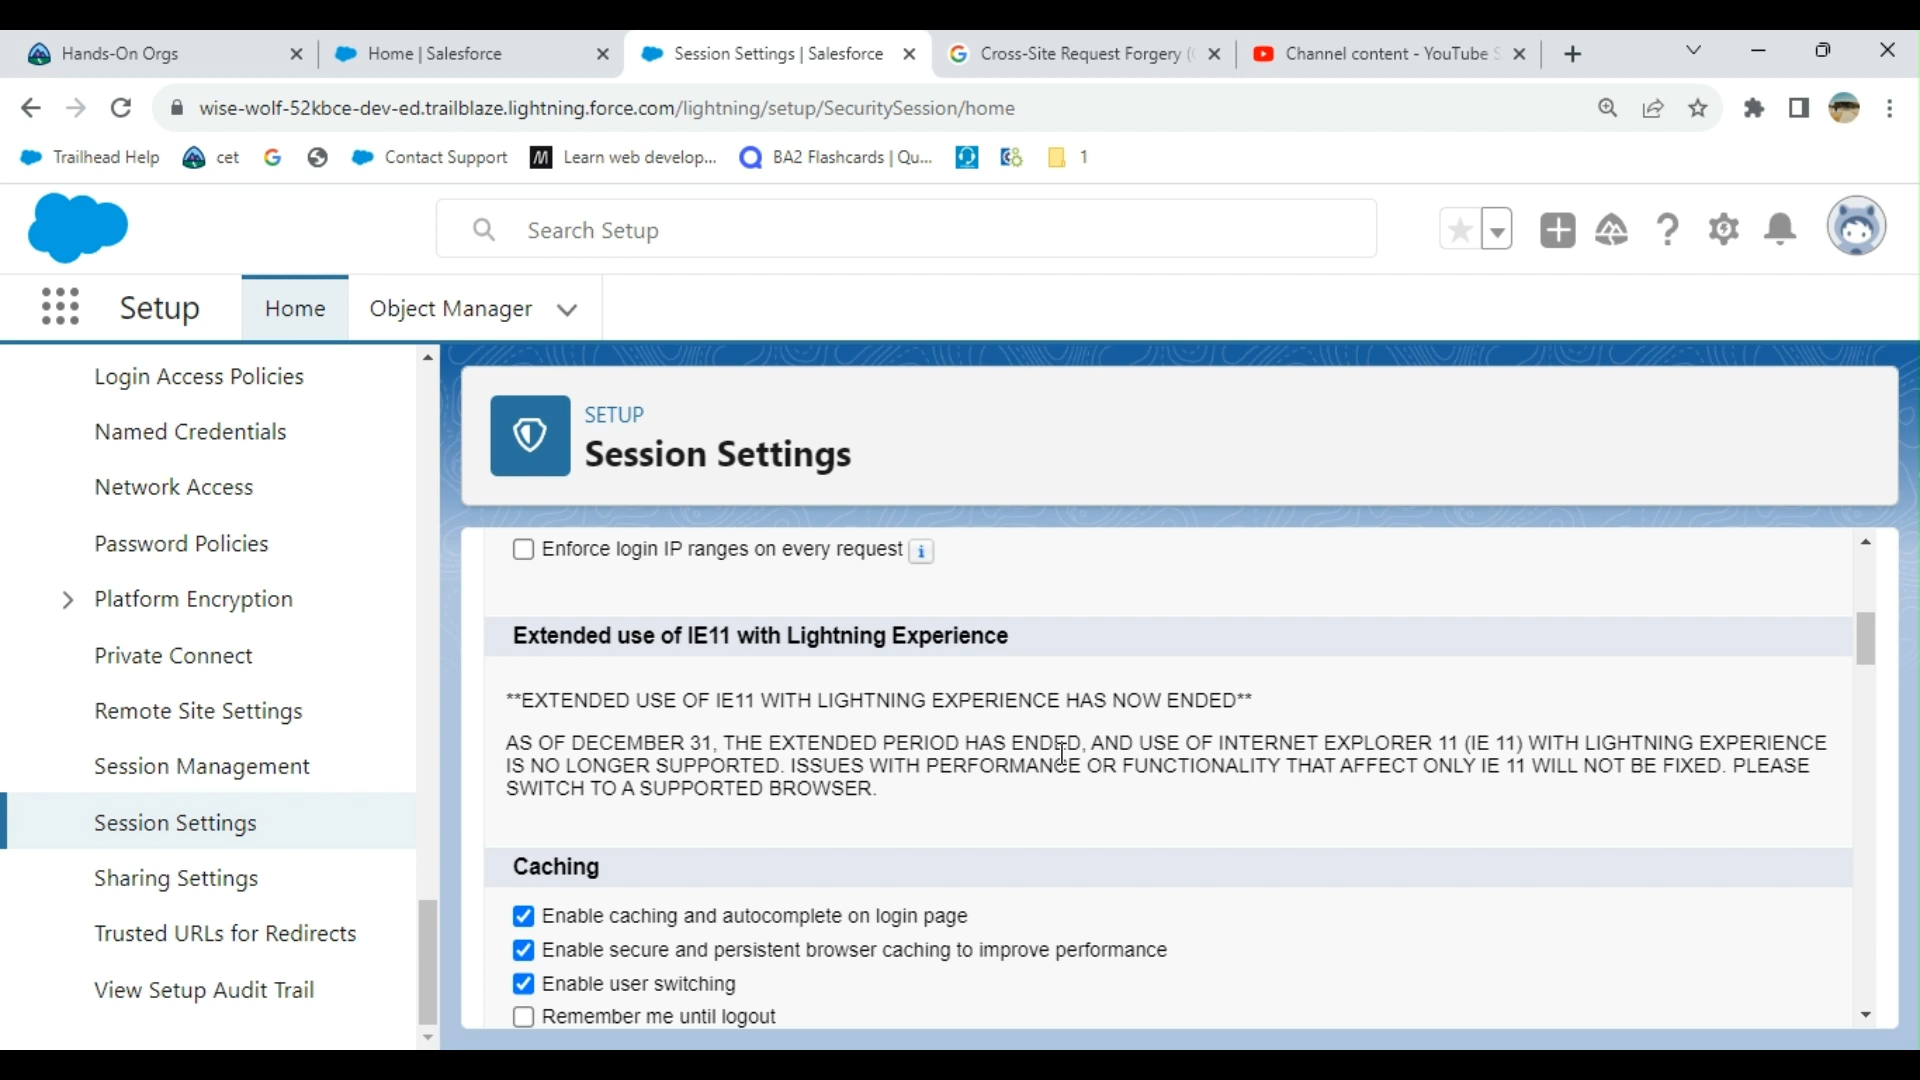 Hands-On Orgs
Home | Salesforce
Session Settings | Salesforce
Cross-Site Request Forgery (
Channel content - YouTube S
wise-wolf-52kbce-dev-ed.trailblaze.lightning.force.com/lightning/setup/SecuritySession/home
Trailhead Help
cet
Contact Support
Learn web develop...
BA2 Flashcards | Qu...
1
Search Setup
Setup
Home
Object Manager
Login Access Policies
Named Credentials
Network Access
Password Policies
Platform Encryption
Private Connect
Remote Site Settings
Session Management
Session Settings
Sharing Settings
Trusted URLs for Redirects
View Setup Audit Trail
SETUP
Session Settings
Enforce login IP ranges on every request
Extended use of IE11 with Lightning Experience
**EXTENDED USE OF IE11 WITH LIGHTNING EXPERIENCE HAS NOW ENDED**
AS OF DECEMBER 31, THE EXTENDED PERIOD HAS ENDED, AND USE OF INTERNET EXPLORER 11 (IE 11) WITH LIGHTNING EXPERIENCE
IS NO LONGER SUPPORTED. ISSUES WITH PERFORMANCE OR FUNCTIONALITY THAT AFFECT ONLY IE 11 WILL NOT BE FIXED. PLEASE
SWITCH TO A SUPPORTED BROWSER.
Caching
Enable caching and autocomplete on login page
Enable secure and persistent browser caching to improve performance
Enable user switching
Remember me until logout